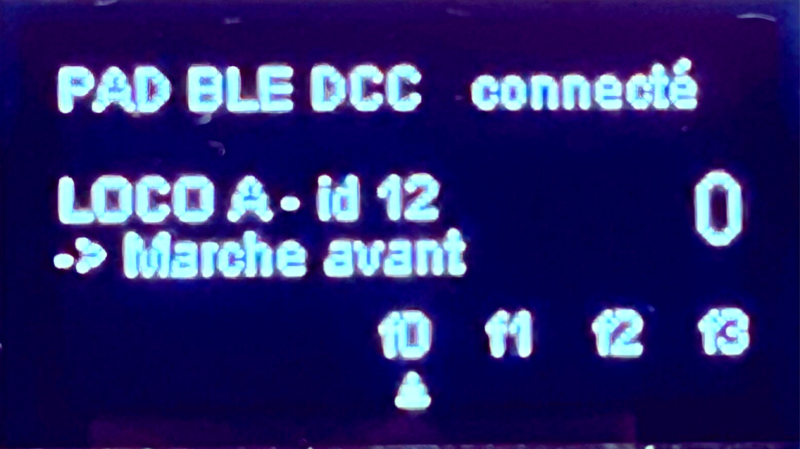 PAD BLE DCC connecté
LOCO A - id 12 0
-> Marche avant
f0 f1 f2 f3